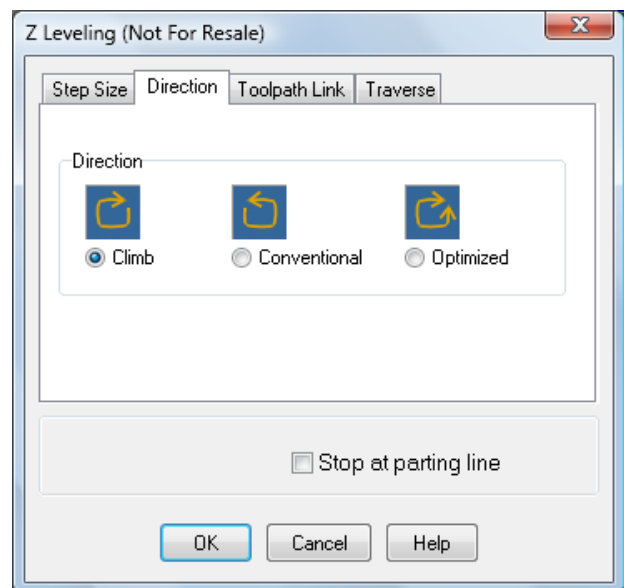 Z Leveling (Not For Resale)
Step Size Direction Toolpath Link Traverse
Direction
Climb Conventional Optimized
Stop at parting line
OK Cancel Help